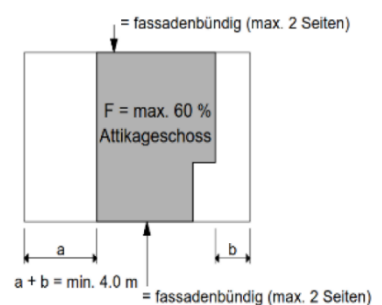 = fassadenbündig (max. 2 Seiten)
F = max. 60 %
Attikageschoss
a
b
a + b = min. 4.0 m
= fassadenbündig (max. 2 Seiten)